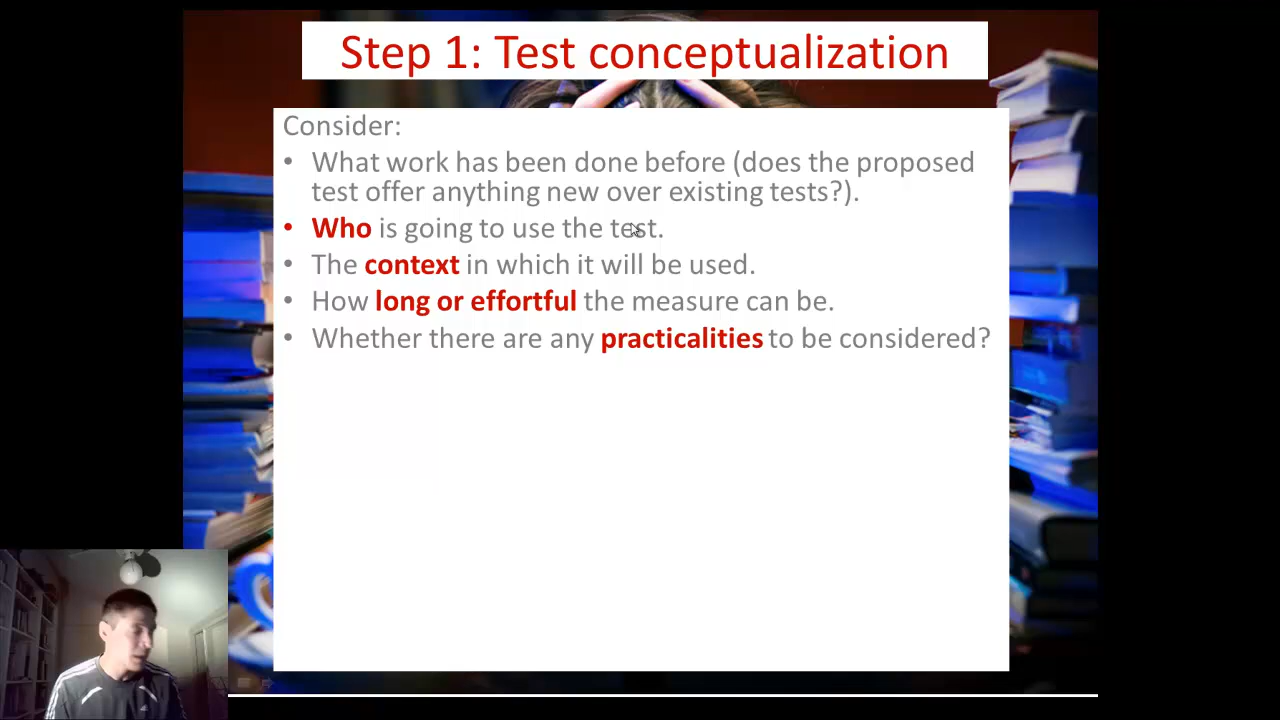 Step 1: Test conceptualization
Consider:
• What work has been done before (does the proposed
test offer anything new over existing tests?).
• Who is going to use the test.
• The context in which it will be used.
• How long or effortful the measure can be.
• Whether there are any practicalities to be considered?